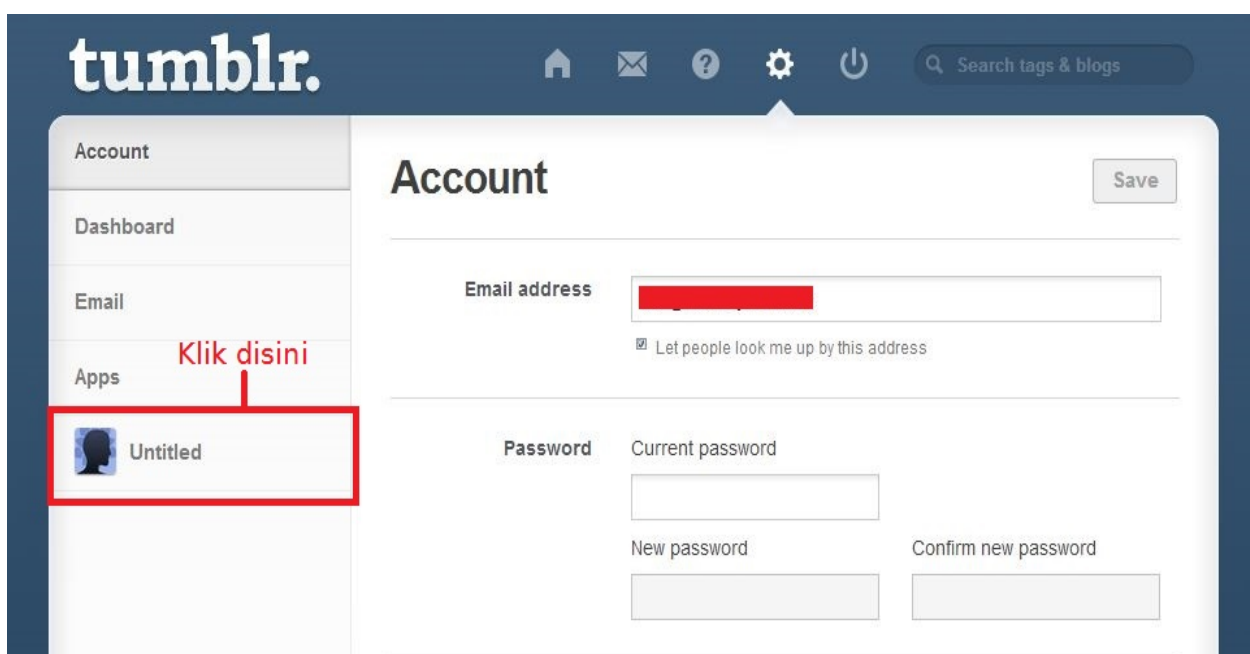 tumblr.
Search tags & blogs
Account
Dashboard
Email
Apps
Klik disini
Untitled
Account
Save
Email address
Let people look me up by this address
Password
Current password
New password
Confirm new password